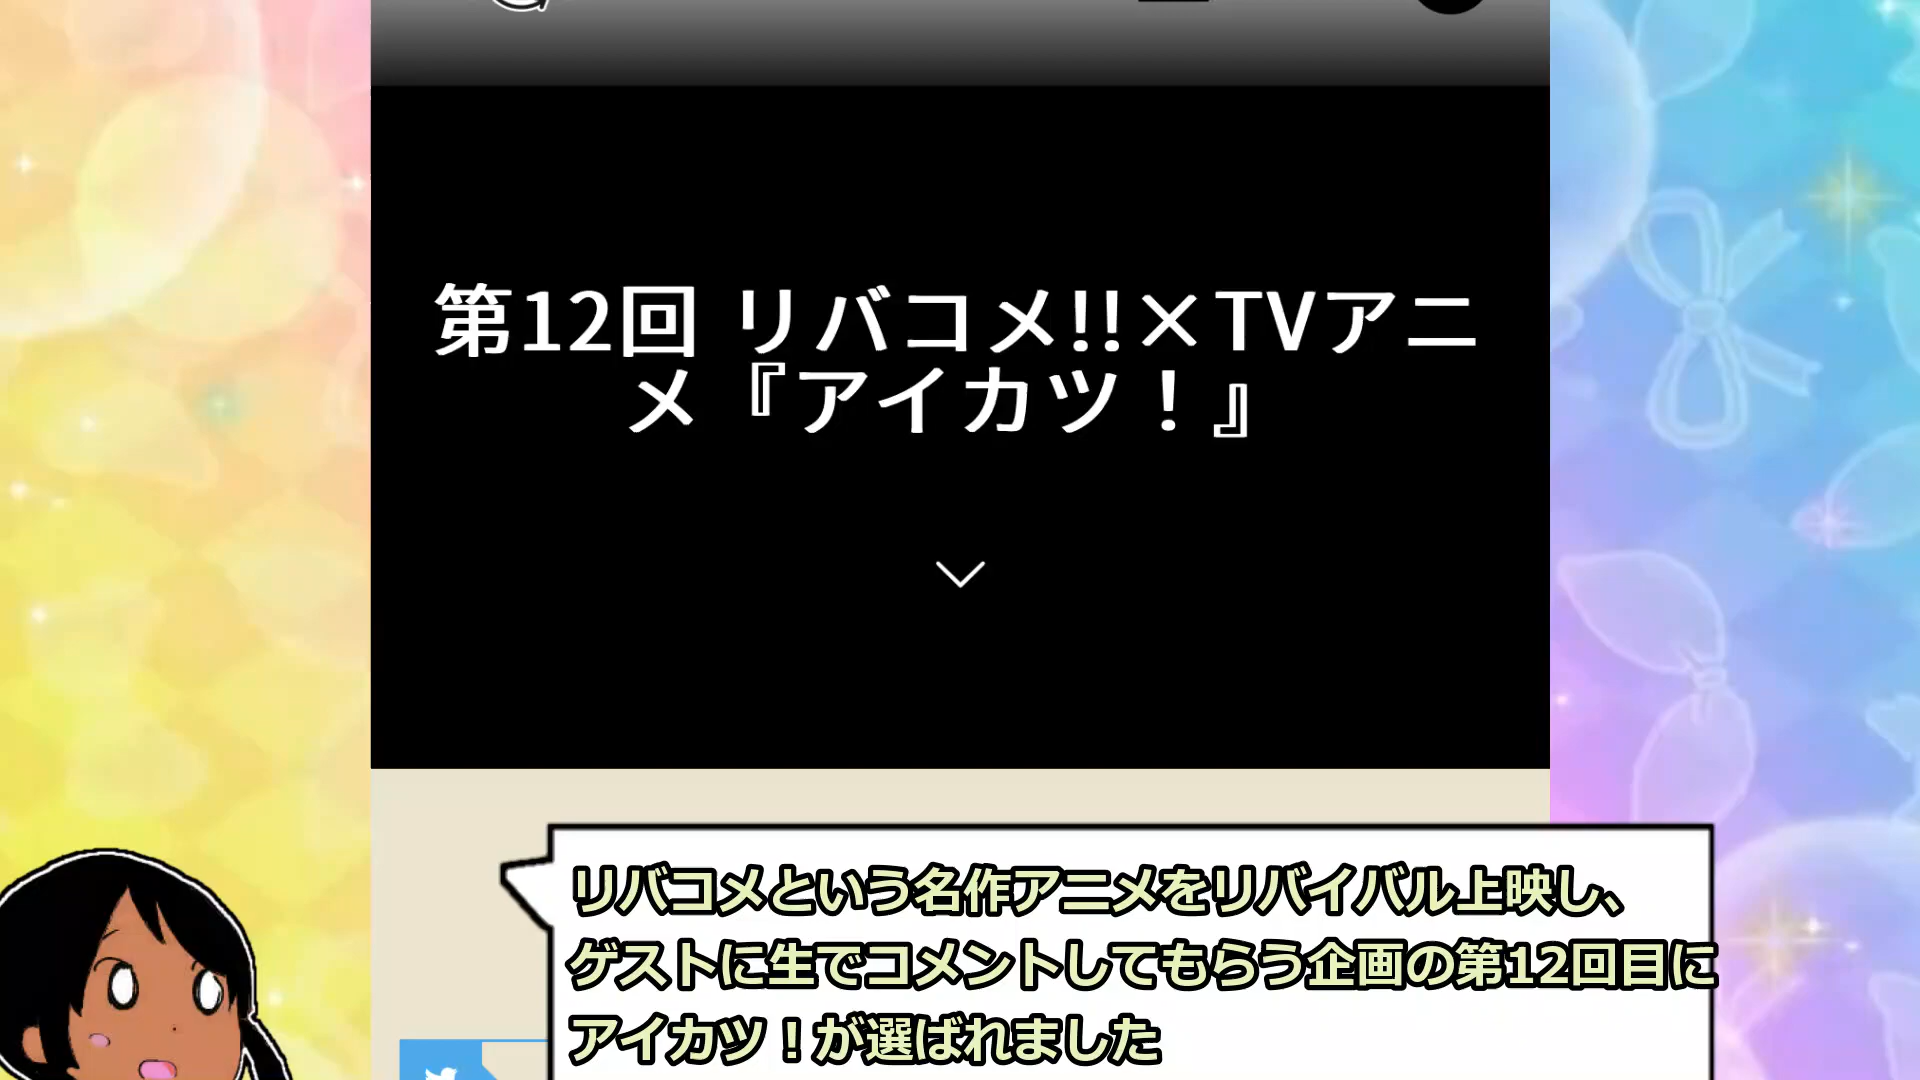 第12回 リバコメ!!×TVアニ
メ『アイカツ！』
リバコメという名作アニメをリバイバル上映し、
ゲストに生でコメントしてもらう企画の第12回目に
アイカツ！が選ばれました